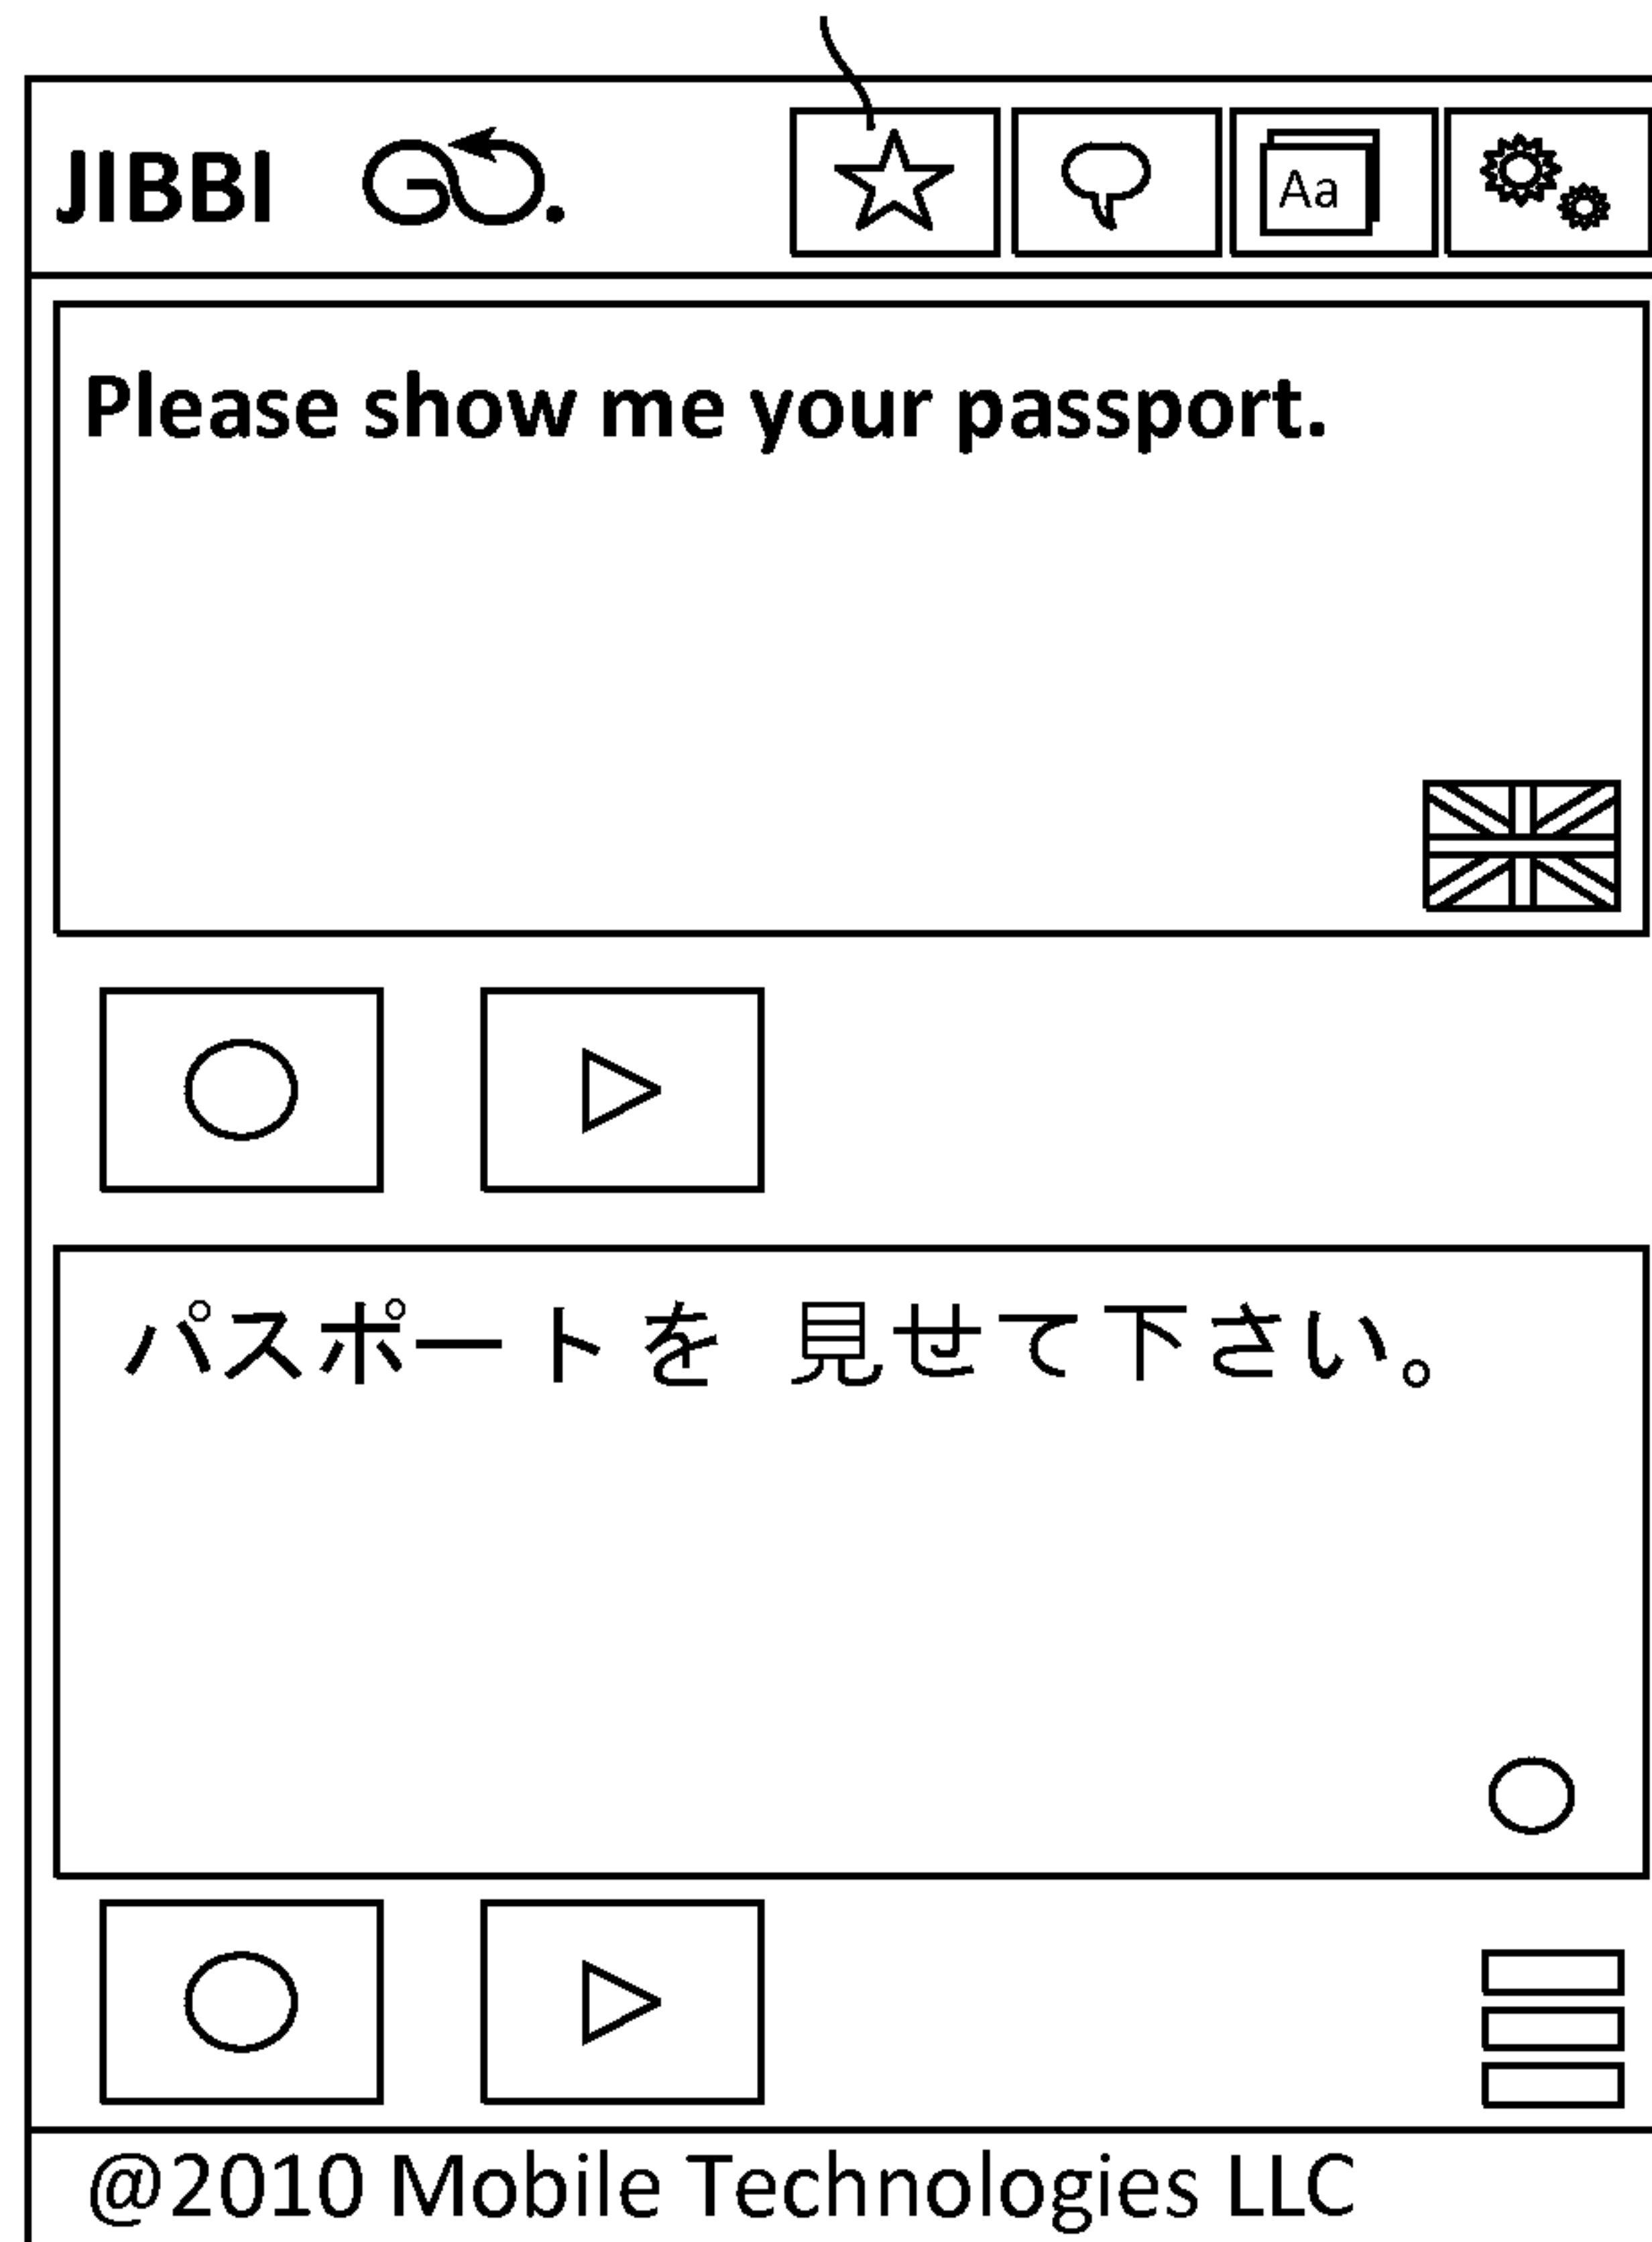 JIBBI GO.
Aa
Please show me your passport.
パスポートを 見せて下さい。
@2010 Mobile Technologies LLC